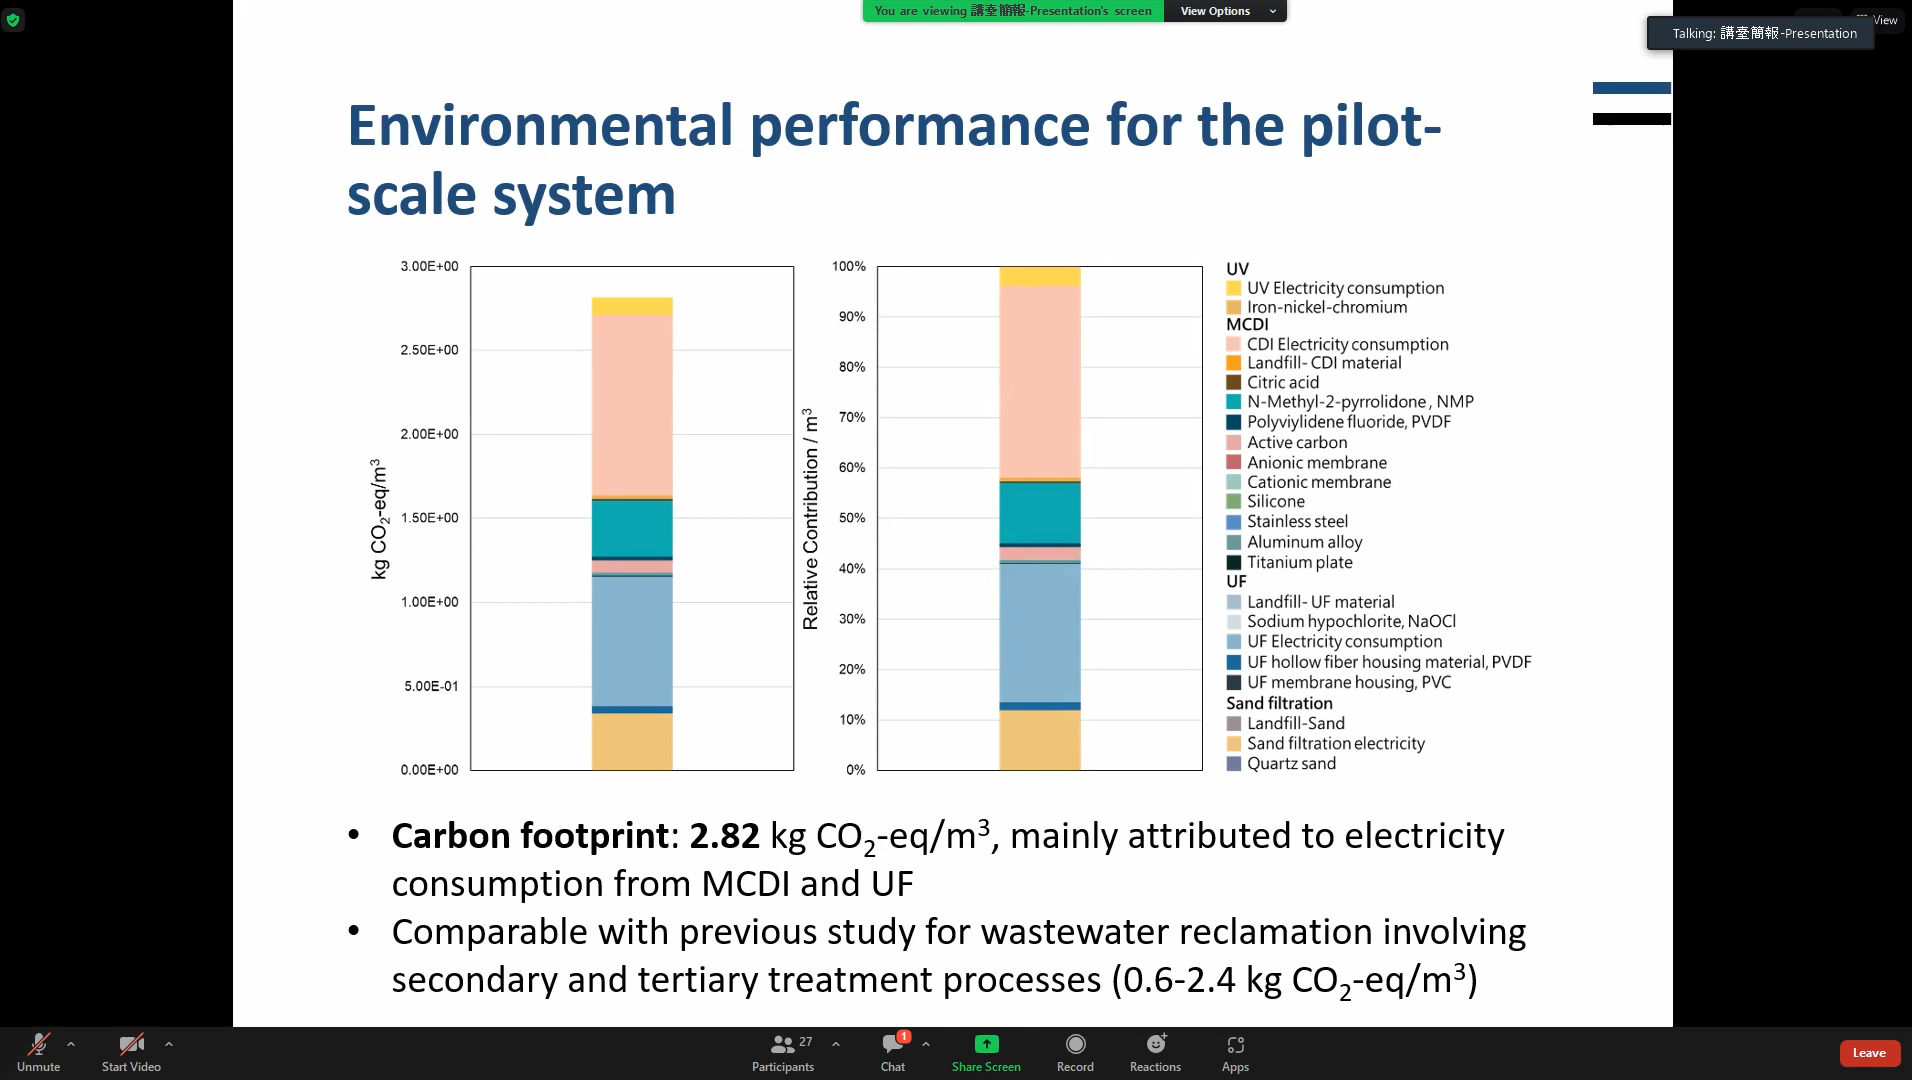 You are viewing 講臺簡報-Presentation's screen
View Options
View
Talking: 講臺簡報-Presentation
Environmental performance for the pilot-
scale system
kg CO2-eq/m3
3.00E+00
2.50E+00
2.00E+00
1.50E+00
1.00E+00
5.00E-01
0.00E+00
Relative Contribution / m3
100%
90%
80%
70%
60%
50%
40%
30%
20%
10%
0%
UV
UV Electricity consumption
Iron-nickel-chromium
MCDI
CDI Electricity consumption
Landfill- CDI material
Citric acid
N-Methyl-2-pyrrolidone , NMP
Polyviylidene fluoride, PVDF
Active carbon
Anionic membrane
Cationic membrane
Silicone
Stainless steel
Aluminum alloy
Titanium plate
UF
Landfill- UF material
Sodium hypochlorite, NaOCl
UF Electricity consumption
UF hollow fiber housing material, PVDF
UF membrane housing, PVC
Sand filtration
Landfill-Sand
Sand filtration electricity
Quartz sand
• Carbon footprint: 2.82 kg CO2-eq/m3, mainly attributed to electricity
consumption from MCDI and UF
• Comparable with previous study for wastewater reclamation involving
secondary and tertiary treatment processes (0.6-2.4 kg CO2-eq/m3)
Unmute
Start Video
27
Participants
1
Chat
Share Screen
Record
Reactions
Apps
Leave